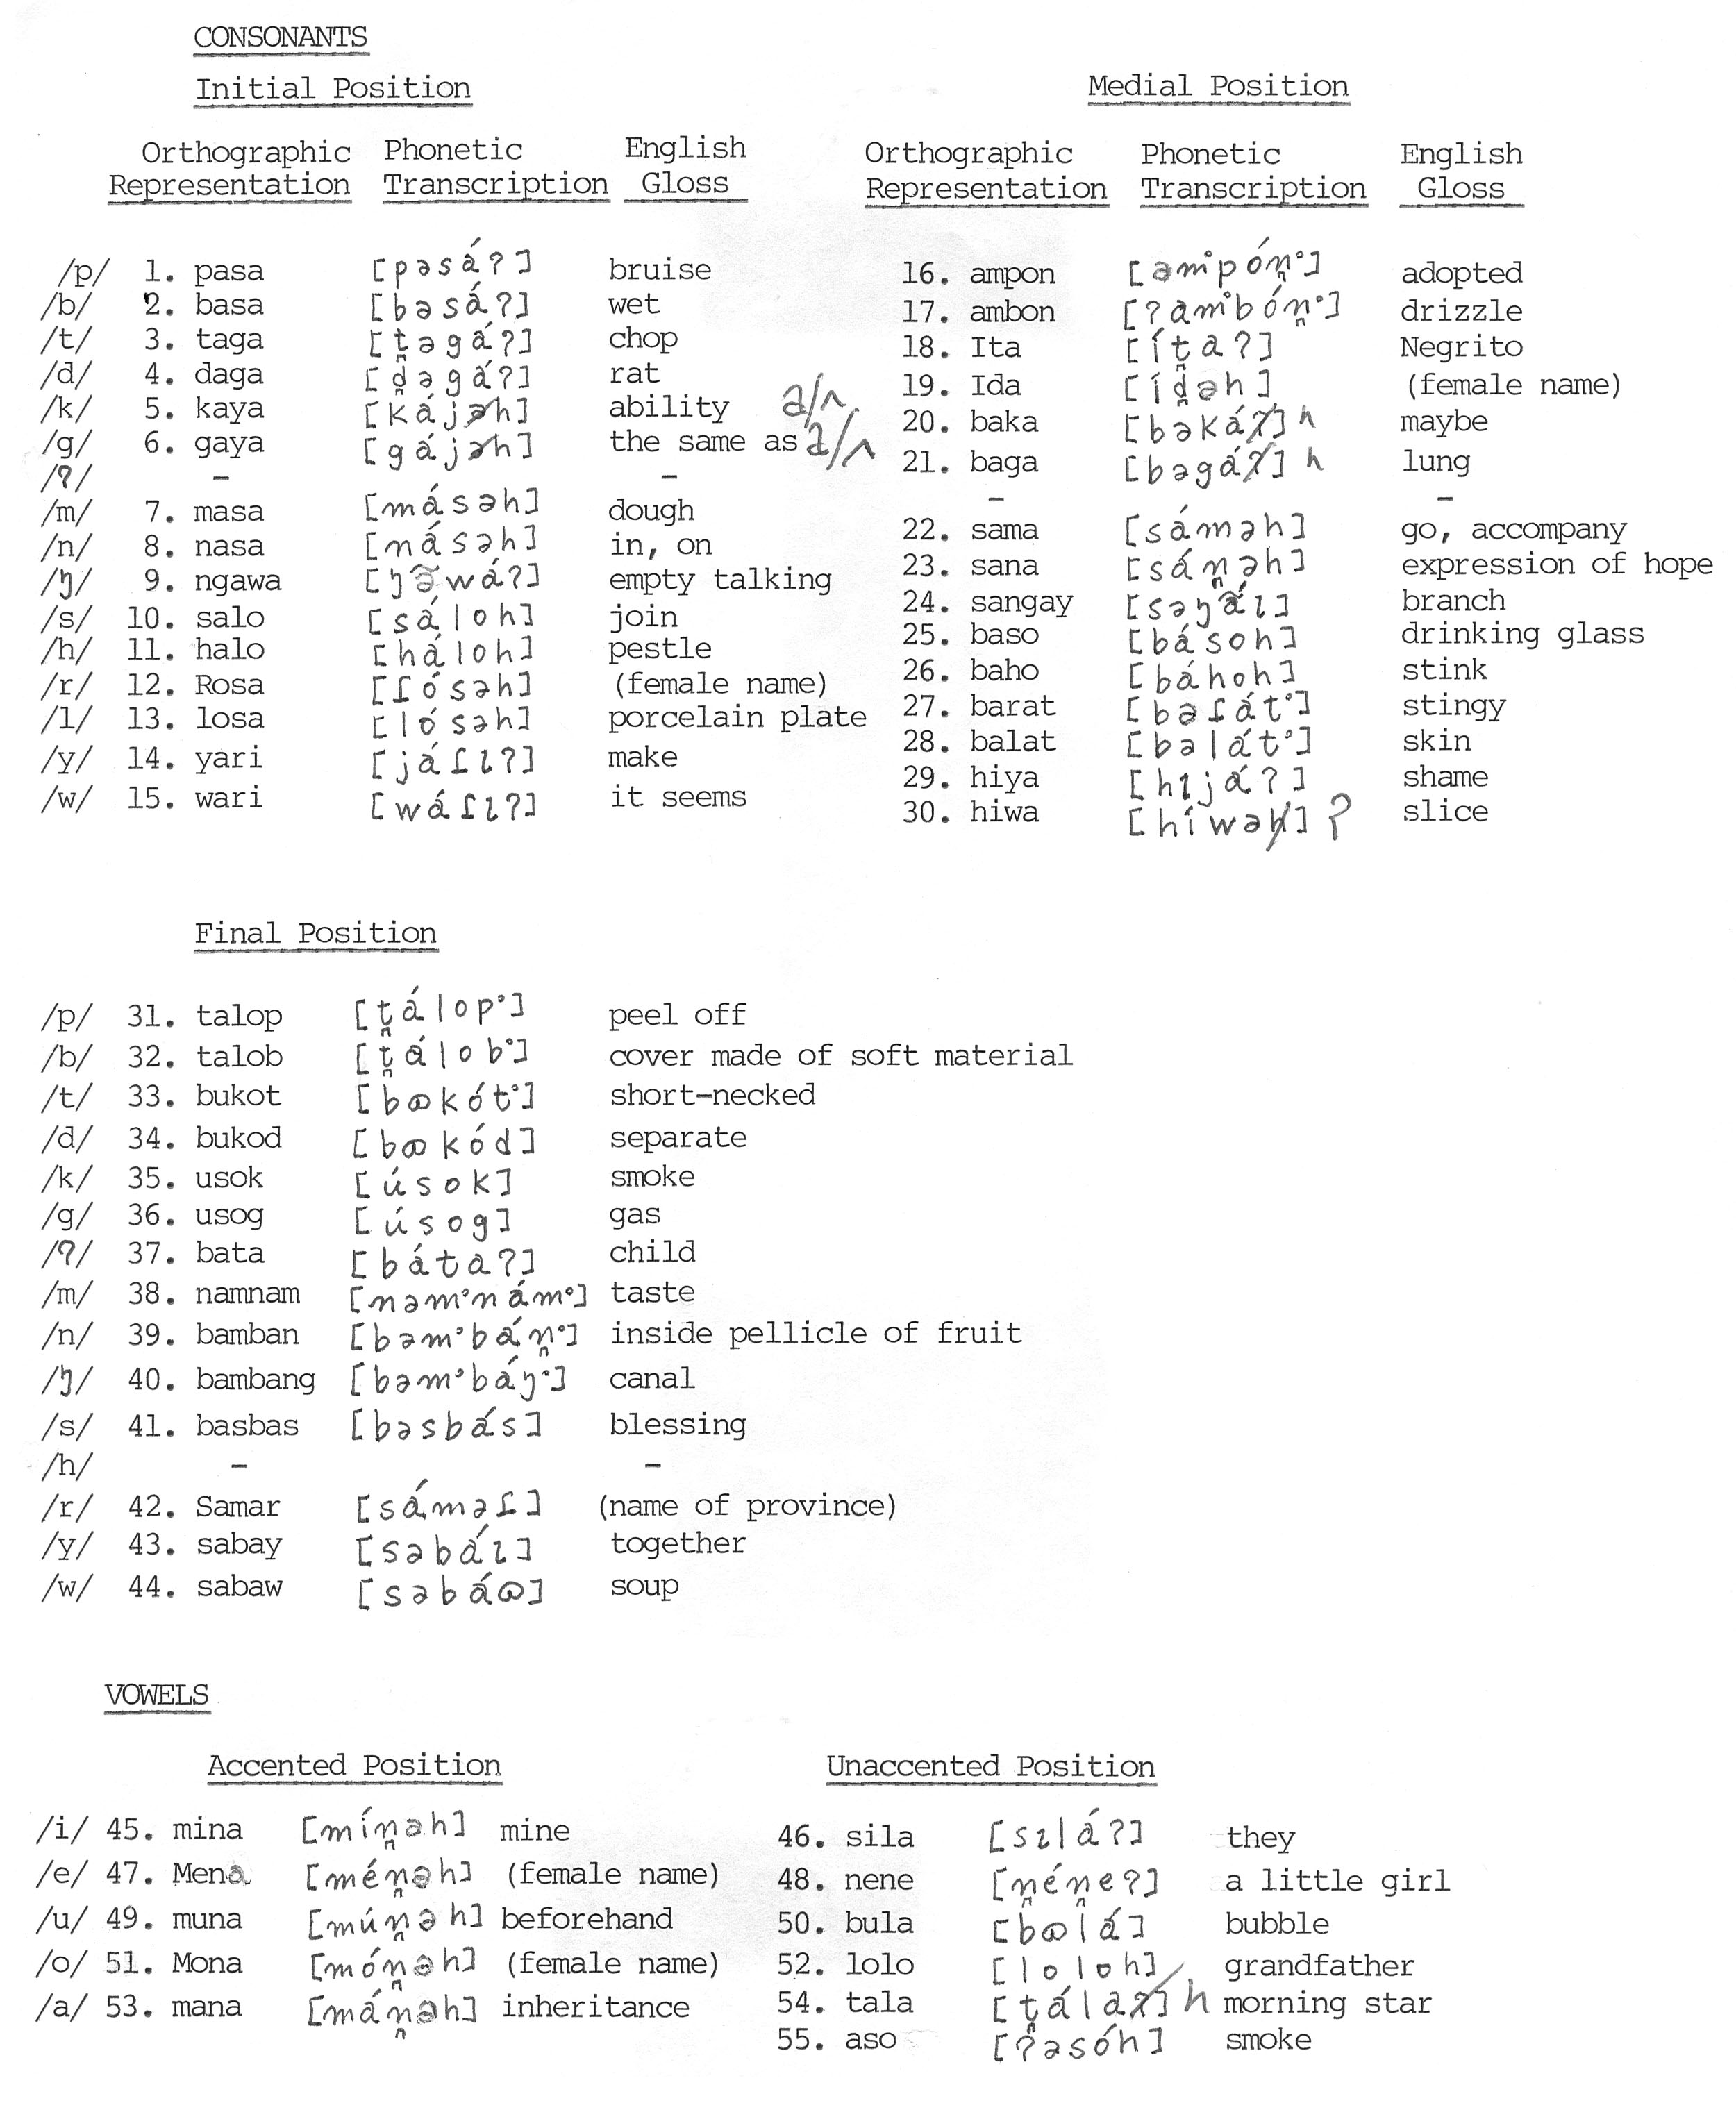 CONSONANTS
Initial Position
Orthographic Representation Phonetic Transcription English Gloss
/p/ 1. pasa [pəsáʔ] bruise
/b/ 2. basa [bəsáʔ] wet
/t/ 3. taga [t̪əgáʔ] chop
/d/ 4. daga [d̪əgáʔ] rat
/k/ 5. kaya [kájəh] ability ə/ʌ
/g/ 6. gaya [gájəh] the same as ə/ʌ
/ʔ/ - -
/m/ 7. masa [másəh] dough
/n/ 8. nasa [násəh] in, on
/ŋ/ 9. ngawa [ŋə̃wáʔ] empty talking
/s/ 10. salo [sáloh] join
/h/ 11. halo [háloh] pestle
/r/ 12. Rosa [ɾósəh] (female name)
/l/ 13. losa [lósəh] porcelain plate
/y/ 14. yari [jáɾɩʔ] make
/w/ 15. wari [wáɾɩʔ] it seems
Medial Position
Orthographic Representation Phonetic Transcription English Gloss
16. ampon [əm˚pón̪˚] adopted
17. ambon [ʔam˚bón̪˚] drizzle
18. Ita [ít̪aʔ] Negrito
19. Ida [íd̪əh] (female name)
20. baka [bəkáʔ] h maybe
21. baga [bəgáʔ] h lung
- -
22. sama [sáməh] go, accompany
23. sana [sán̪əh] expression of hope
24. sangay [səŋã́ɩ] branch
25. baso [básoh] drinking glass
26. baho [báhoh] stink
27. barat [bəɾát˚] stingy
28. balat [bəlát˚] skin
29. hiya [hɩjáʔ] shame
30. hiwa [híwəh] ʔ slice
Final Position
/p/ 31. talop [t̪álop˚] peel off
/b/ 32. talob [t̪álob˚] cover made of soft material
/t/ 33. bukot [bɷkót˚] short-necked
/d/ 34. bukod [bɷkód] separate
/k/ 35. usok [úsok] smoke
/g/ 36. usog [úsog] gas
/ʔ/ 37. bata [bátaʔ] child
/m/ 38. namnam [nəm˚nám˚] taste
/n/ 39. bamban [bəm˚bán̪˚] inside pellicle of fruit
/ŋ/ 40. bambang [bəm˚báŋ˚] canal
/s/ 41. basbas [bəsbás] blessing
/h/ - -
/r/ 42. Samar [sáməɾ] (name of province)
/y/ 43. sabay [səbáɩ] together
/w/ 44. sabaw [səbáɷ] soup
VOWELS
Accented Position
/i/ 45. mina [mín̪əh] mine
/e/ 47. Mena [mén̪əh] (female name)
/u/ 49. muna [mún̪əh] beforehand
/o/ 51. Mona [món̪əh] (female name)
/a/ 53. mana [mán̪əh] inheritance
Unaccented Position
46. sila [sɩláʔ] they
48. nene [n̪én̪eʔ] a little girl
50. bula [bɷlá] bubble
52. lolo [loloh] grandfather
54. tala [t̪álaʔ] h morning star
55. aso [ʔəsóh] smoke